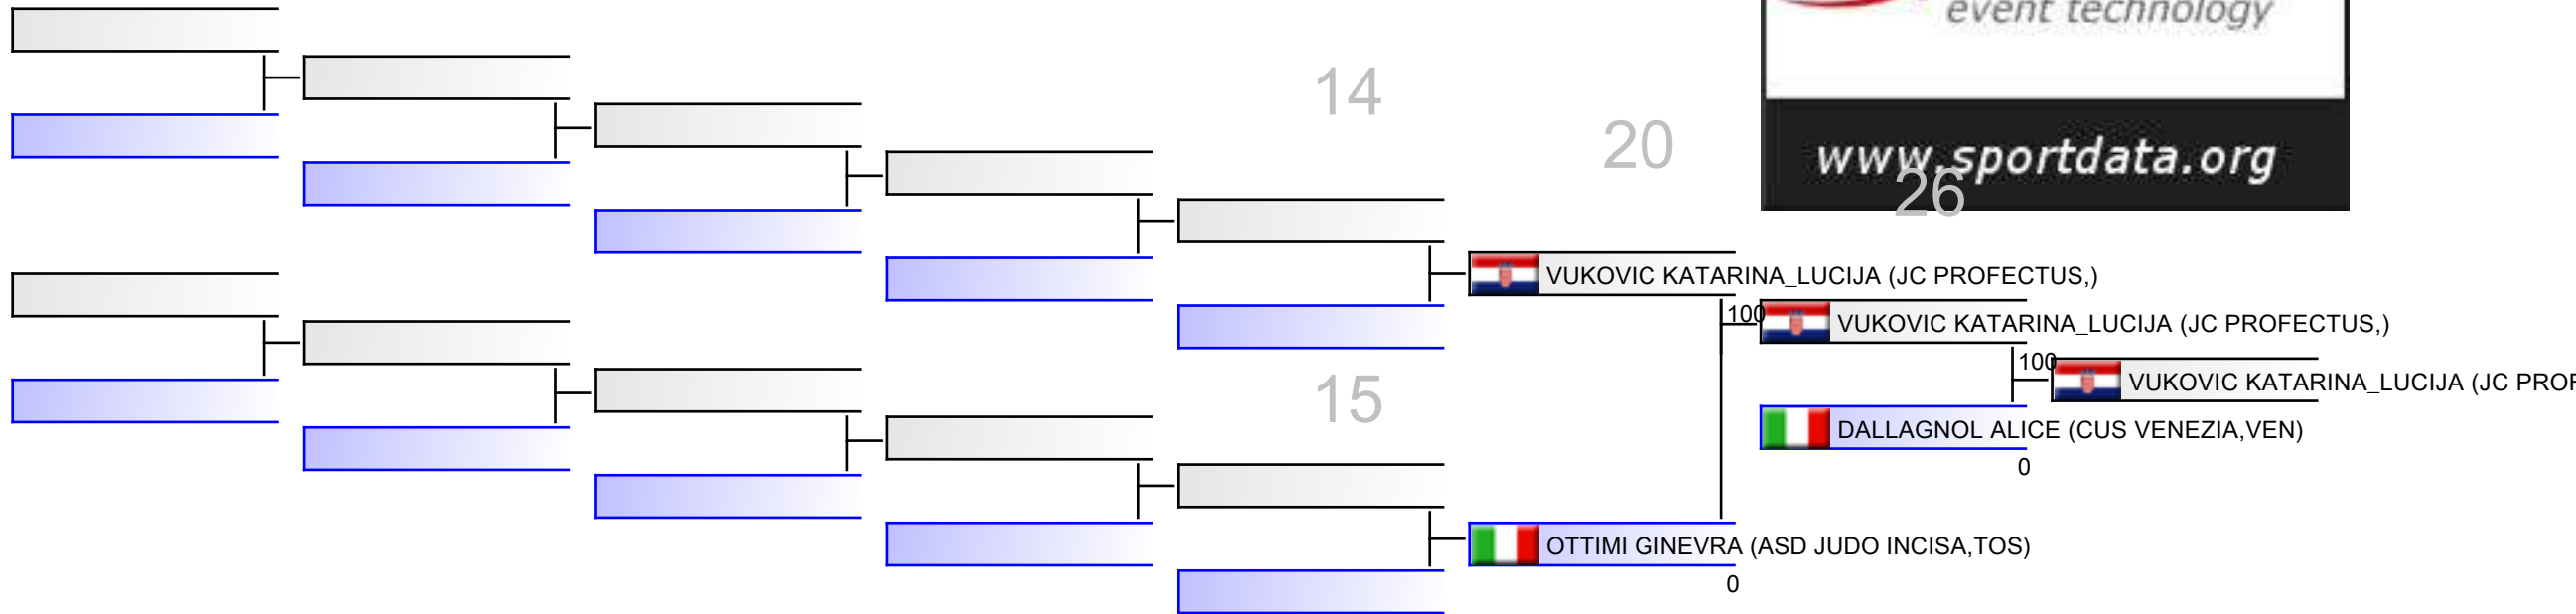 event technology
14
20
www.sportdata.org
26
VUKOVIC KATARINA_LUCIJA (JC PROFECTUS,)
100
VUKOVIC KATARINA_LUCIJA (JC PROFECTUS,)
100
VUKOVIC KATARINA_LUCIJA (JC PROF
15
DALLAGNOL ALICE (CUS VENEZIA,VEN)
0
OTTIMI GINEVRA (ASD JUDO INCISA,TOS)
0